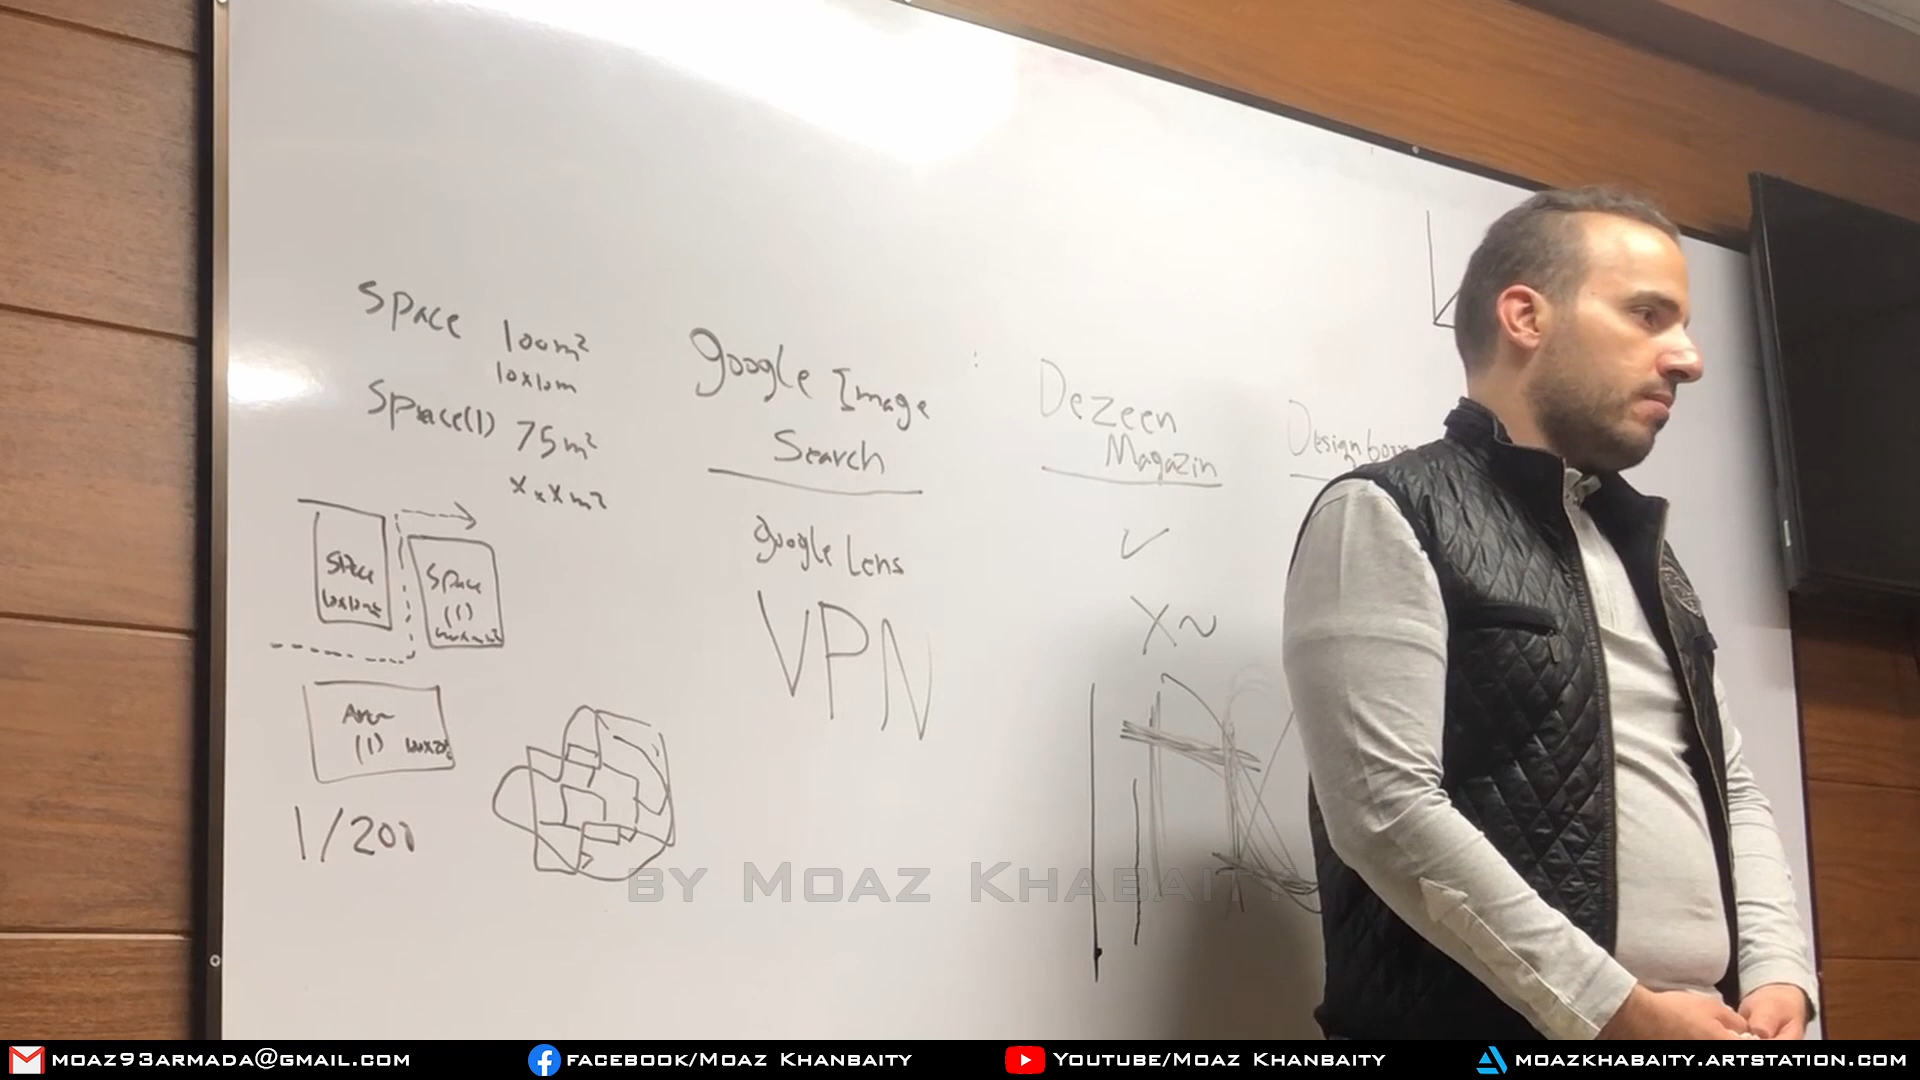 Space 100m²
10x10m
Space(1) 75m²
XxXm²
google Image
Search
google Lens
VPN
:
Dezeen
Magazin
✓
X~
Space
10x10m²
Space
(1)
(1)
1/200
BY MOAZ KHABAITY
MOAZ93ARMADA@GMAIL.COM
FACEBOOK/MOAZ KHANBAITY
YOUTUBE/MOAZ KHANBAITY
MOAZKHABAITY.ARTSTATION.COM